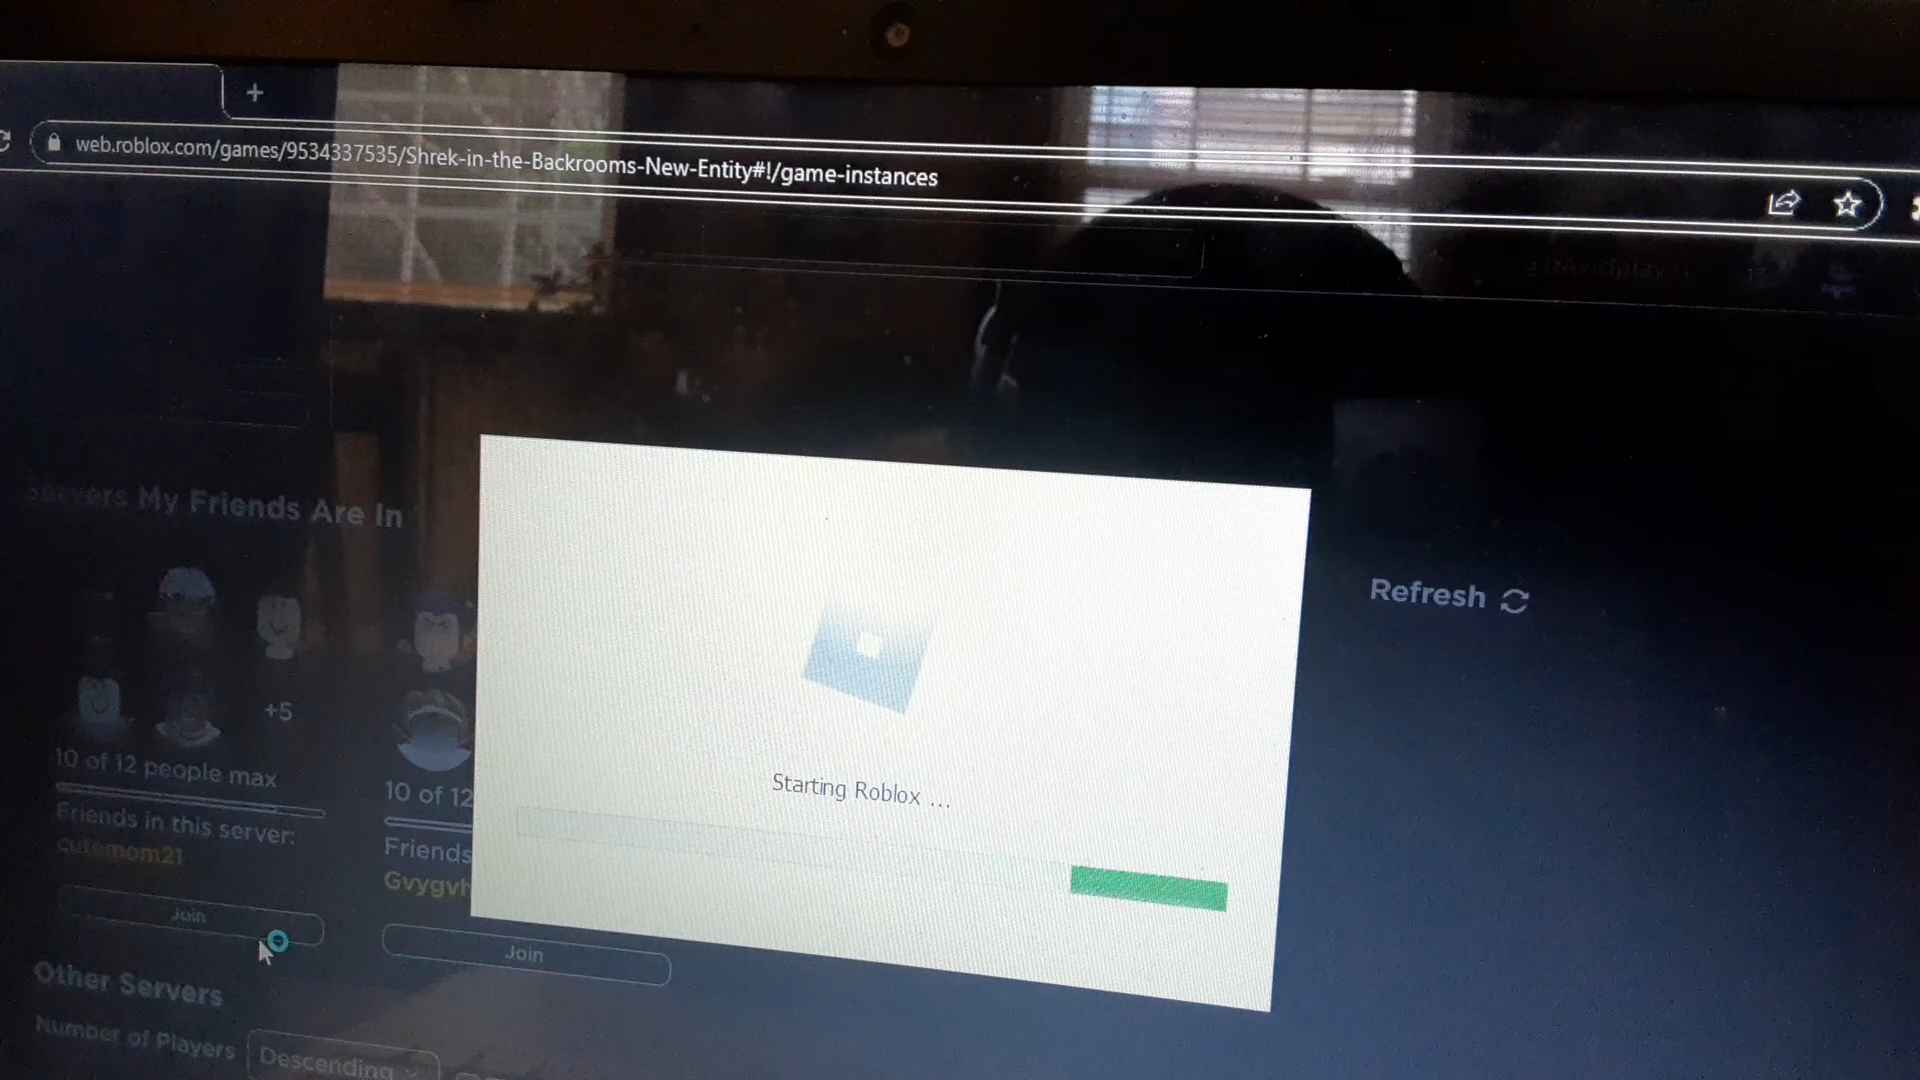 +
web.roblox.com/games/9534337535/Shrek-in-the-Backrooms-New-Entity#!/game-instances
Servers My Friends Are In
Refresh
+5
10 of 12 people max
10 of 12
Friends in this server:
cutemom21
Friends
Join
Join
Starting Roblox ...
Other Servers
Number of Players
Descending